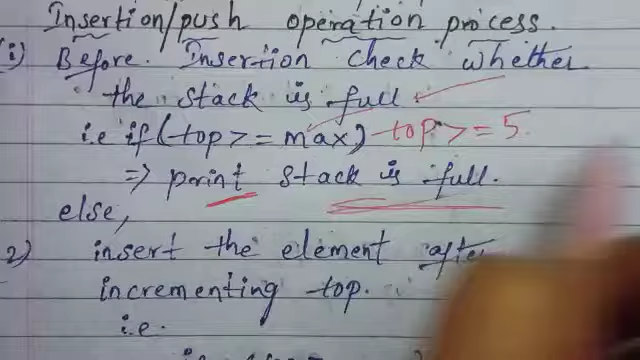 Insertion/push operation process.
(i) Before Insertion check whether
the stack is full
i.e if (top >= max) top >= 5.
=> print stack is full.
else,
2) insert the element after
incrementing top.
i.e.